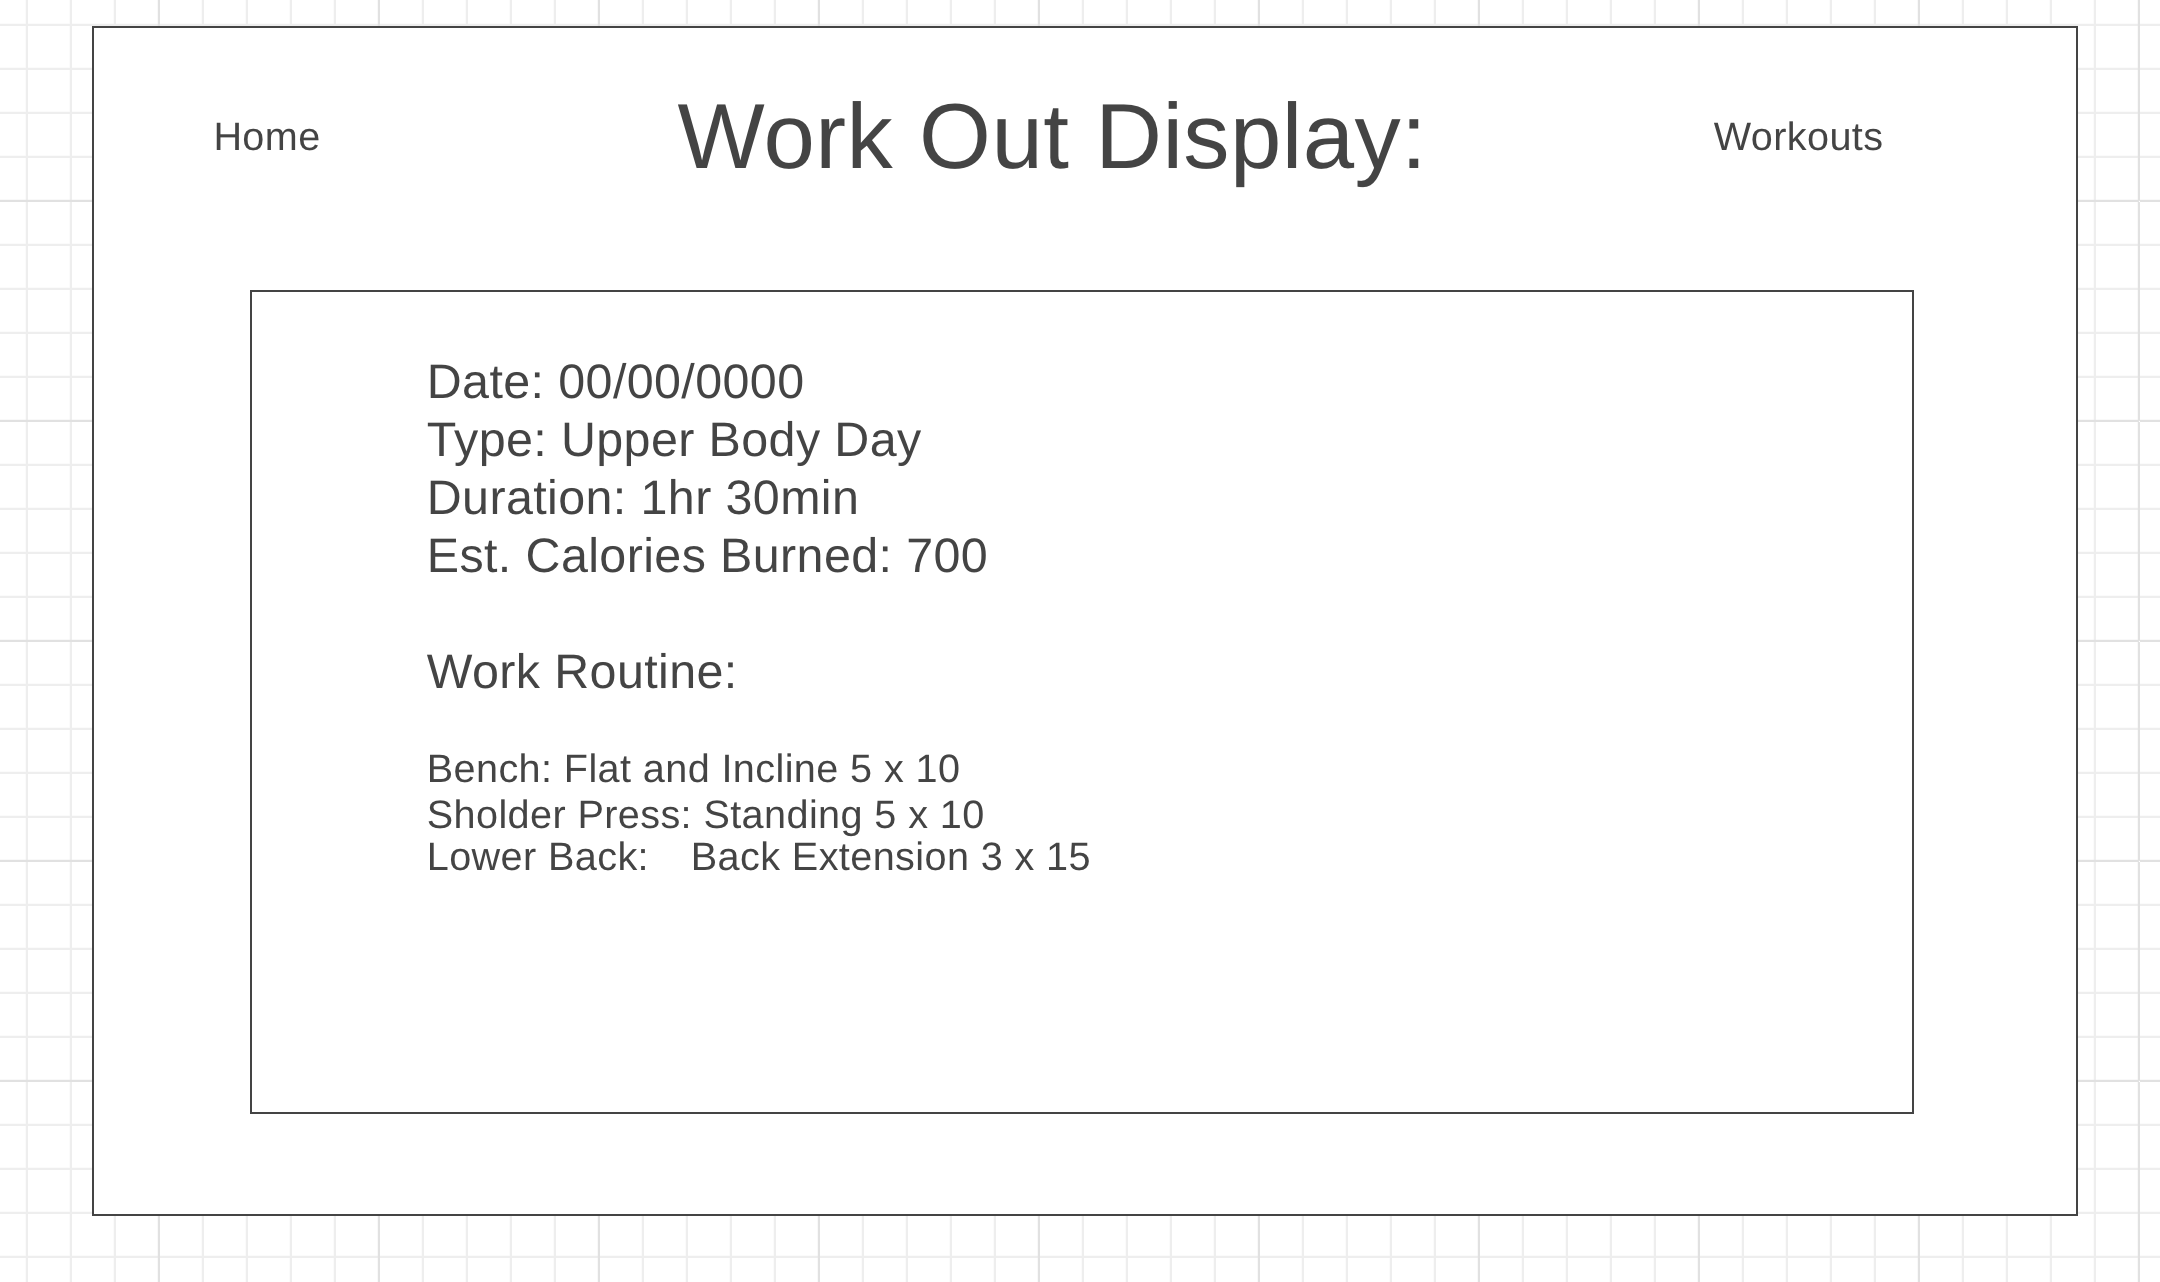 Home
Work Out Display:
Workouts
Date: 00/00/0000
Type: Upper Body Day
Duration: 1hr 30min
Est. Calories Burned: 700
Work Routine:
Bench: Flat and Incline 5 x 10
Sholder Press: Standing 5 x 10
Lower Back:    Back Extension 3 x 15